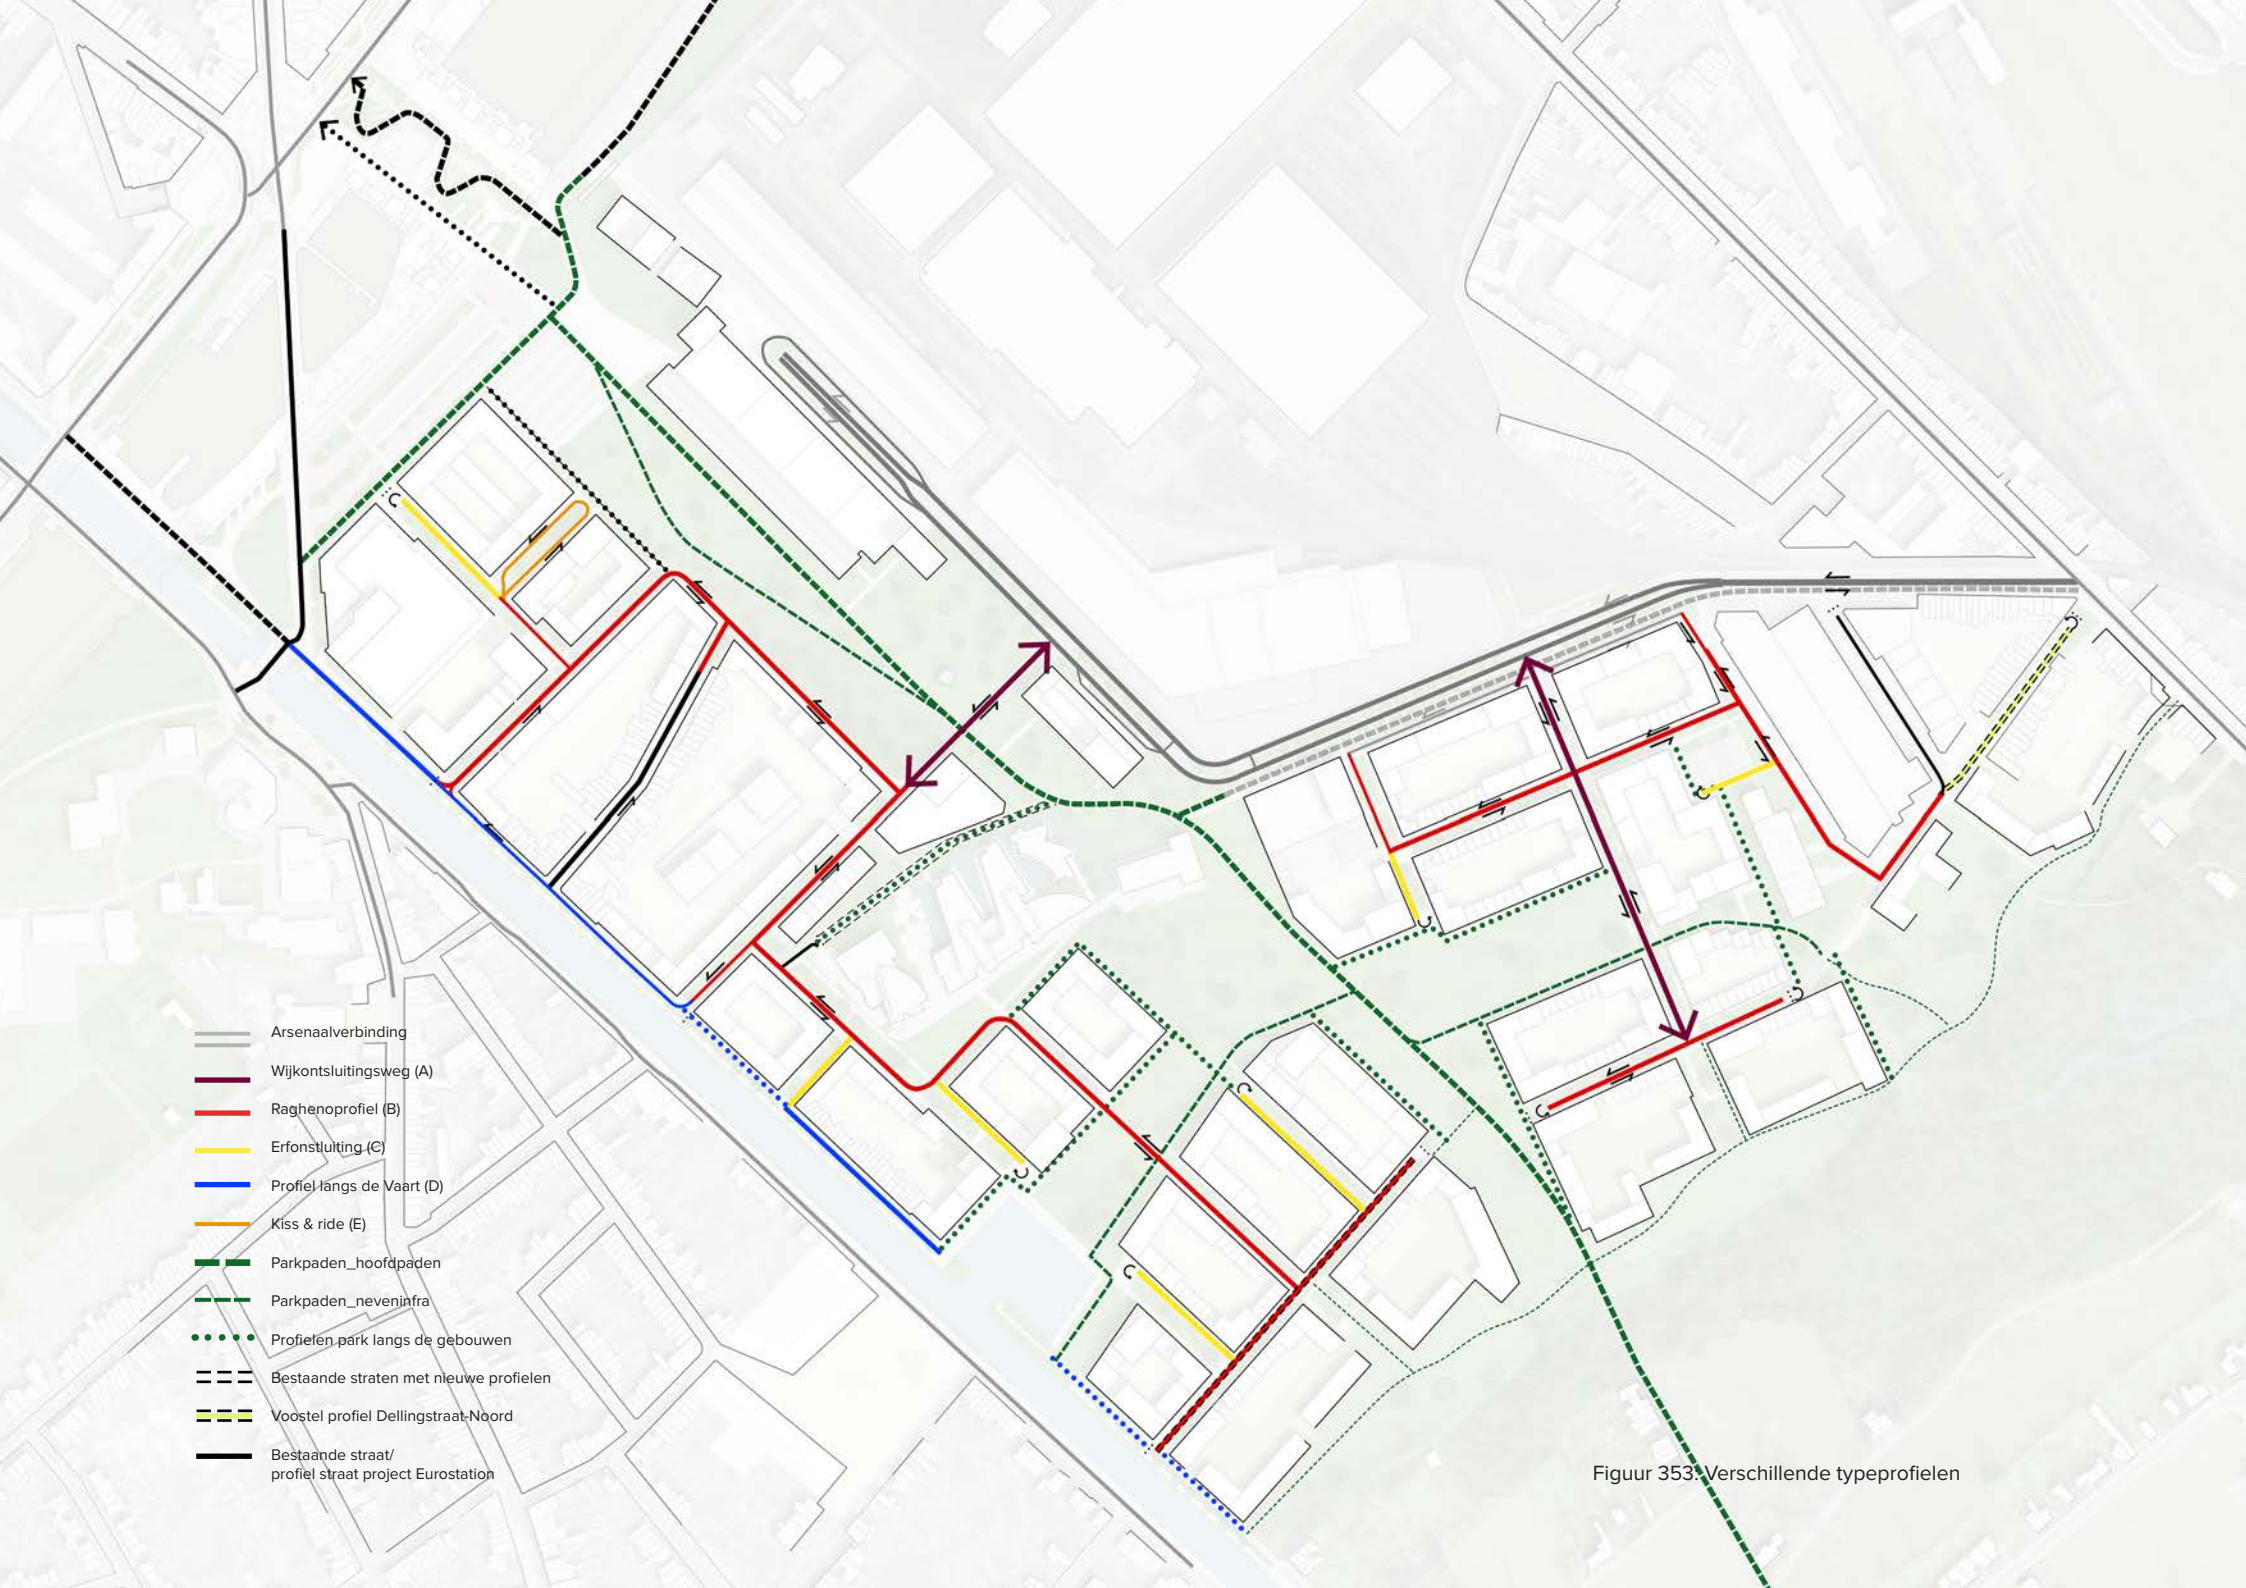 Arsenaalverbinding
Wijkontsluitingsweg (A)
Raghenoprofiel (B)
Erfonstluiting (C)
Profiel langs de Vaart (D)
Kiss & ride (E)
Parkpaden_hoofdpaden
Parkpaden_neveninfra
Profielen park langs de gebouwen
Bestaande straten met nieuwe profielen
Voostel profiel Dellingstraat-Noord
Bestaande straat/
profiel straat project Eurostation
Figuur 353: Verschillende typeprofielen